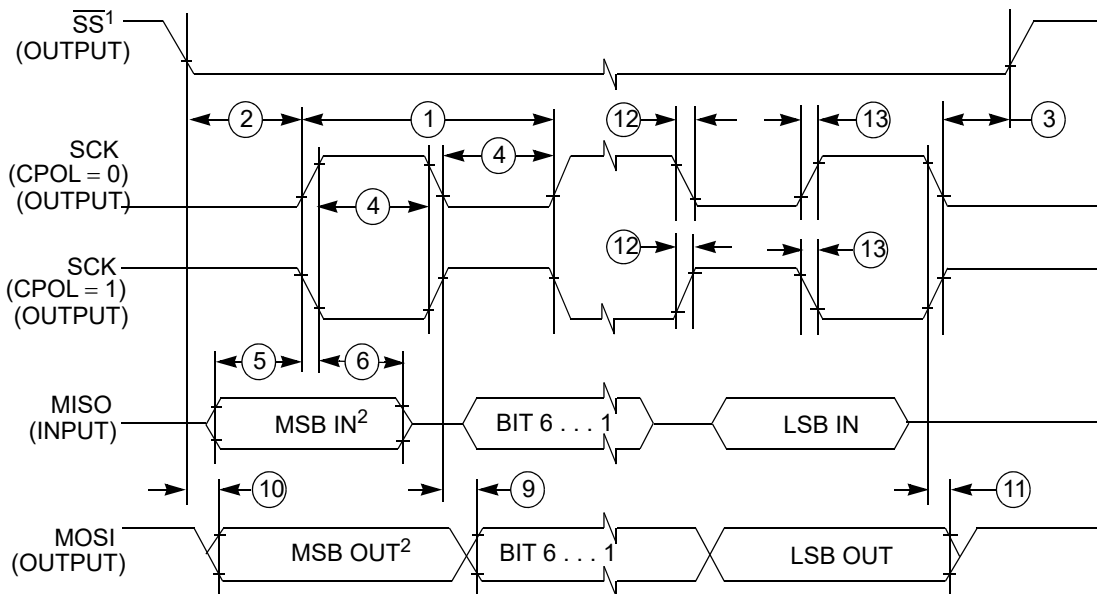 SS¹
(OUTPUT)
2
1
12
13
3
SCK
(CPOL = 0)
(OUTPUT)
4
4
SCK
(CPOL = 1)
(OUTPUT)
12
13
5
6
MISO
(INPUT)
MSB IN²
BIT 6 . . . 1
LSB IN
10
9
11
MOSI
(OUTPUT)
MSB OUT²
BIT 6 . . . 1
LSB OUT